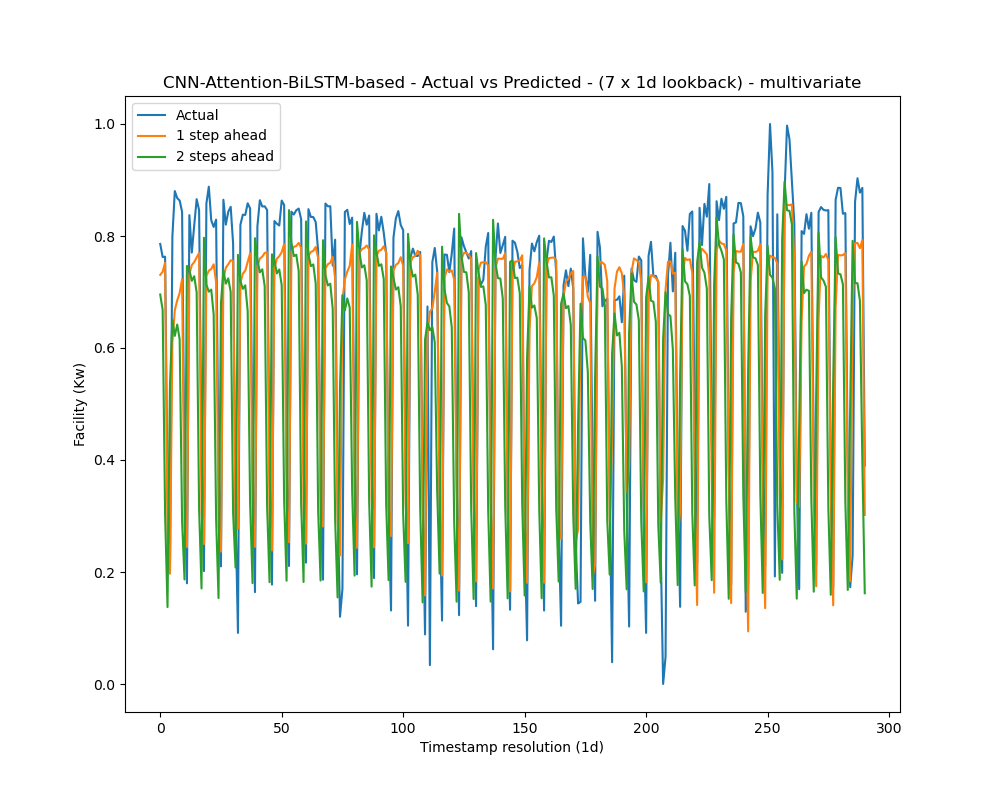 CNN-Attention-BiLSTM-based - Actual vs Predicted - (7 x 1d lookback) - multivariate
Actual
1 step ahead
2 steps ahead
1.0
0.8
0.6
0.4
0.2
0.0
Facility (Kw)
0 50 100 150 200 250 300
Timestamp resolution (1d)